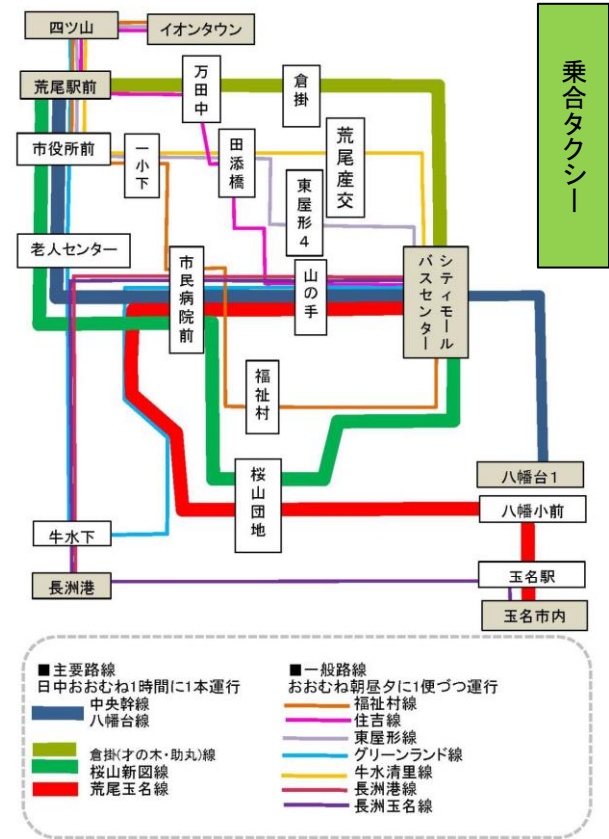 四ツ山
イオンタウン
荒尾駅前
万田中
倉掛
乗合タクシー
市役所前
一小下
田添橋
荒尾産交
東屋形4
老人センター
市民病院前
山の手
シティモール
バスセンター
福祉村
桜山団地
八幡台1
八幡小前
牛水下
長洲港
玉名駅
玉名市内
■主要路線
日中おおむね1時間に1本運行
中央幹線
八幡台線
倉掛(才の木・助丸)線
桜山新図線
荒尾玉名線
■一般路線
おおむね朝昼夕に1便づつ運行
福祉村線
住吉線
東屋形線
グリーンランド線
牛水清里線
長洲港線
長洲玉名線